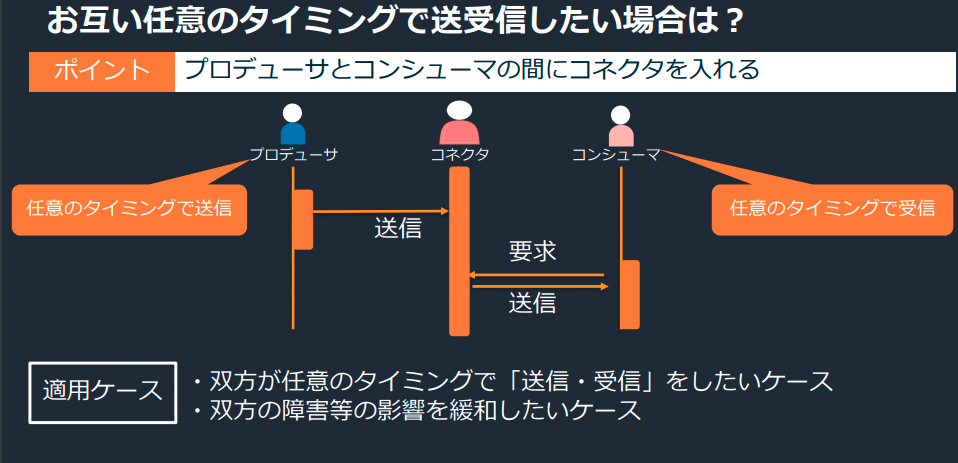 お互い任意のタイミングで送受信したい場合は？
ポイント
プロデューサとコンシューマの間にコネクタを入れる
プロデューサ
コネクタ
コンシューマ
任意のタイミングで送信
任意のタイミングで受信
送信
要求
送信
適用ケース
・双方が任意のタイミングで「送信・受信」をしたいケース
・双方の障害等の影響を緩和したいケース